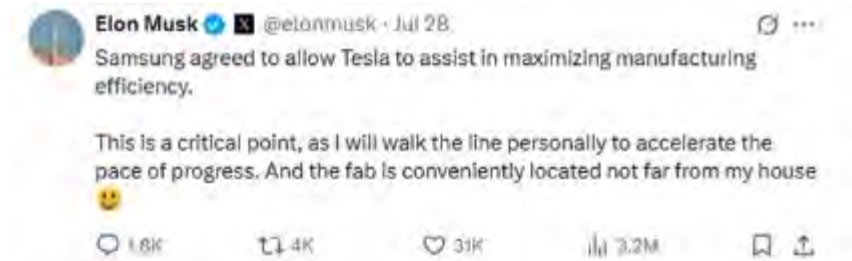 Elon Musk X @elonmusk · Jul 28
Samsung agreed to allow Tesla to assist in maximizing manufacturing
efficiency.
This is a critical point, as I will walk the line personally to accelerate the
pace of progress. And the fab is conveniently located not far from my house
🙂
1.6K 4K 31K 3.2M